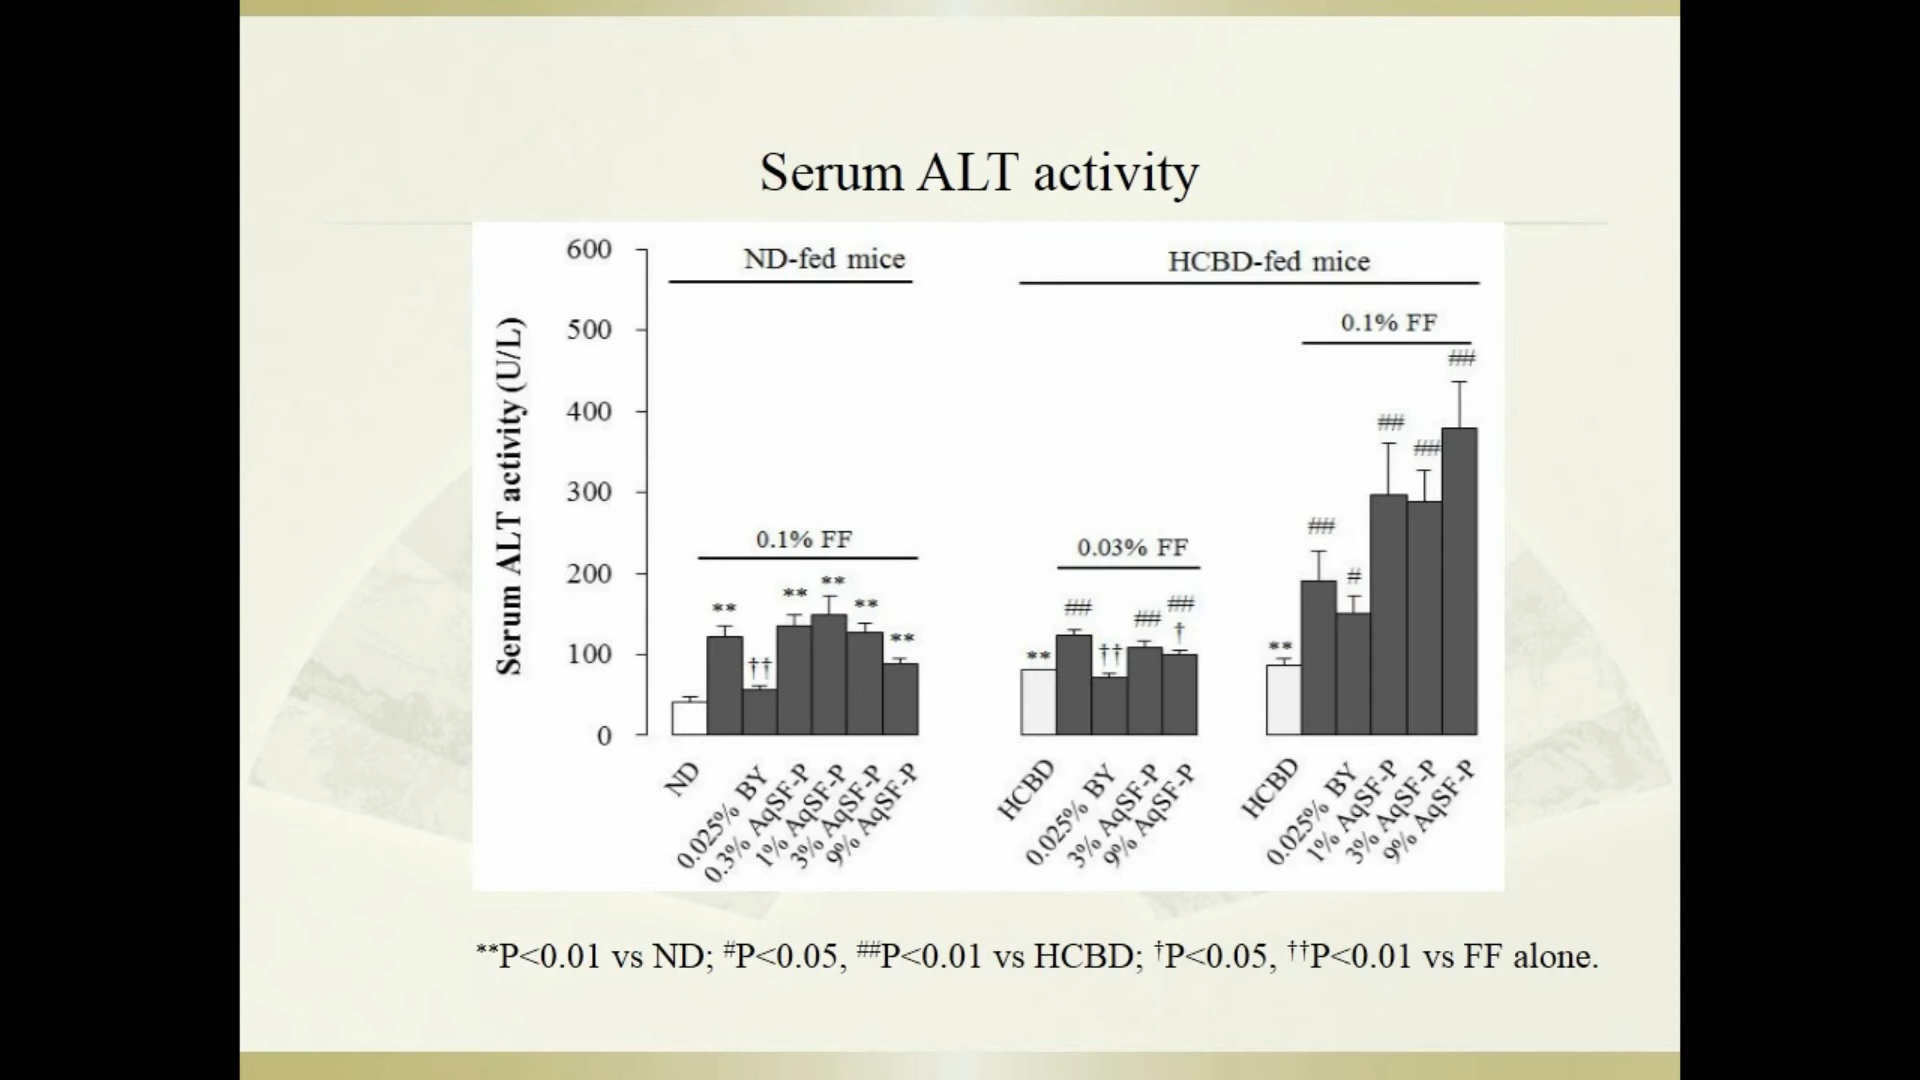 Serum ALT activity
Serum ALT activity (U/L)
600
500
400
300
200
100
0
ND-fed mice
0.1% FF
**
††
**
**
**
**
HCBD-fed mice
0.03% FF
**
##
††
##
##
†
0.1% FF
**
##
#
##
##
##
ND
0.025% BY
0.3% AqSF-P
1% AqSF-P
3% AqSF-P
9% AqSF-P
HCBD
0.025% BY
3% AqSF-P
9% AqSF-P
HCBD
0.025% BY
1% AqSF-P
3% AqSF-P
9% AqSF-P
**P<0.01 vs ND; #P<0.05, ##P<0.01 vs HCBD; †P<0.05, ††P<0.01 vs FF alone.